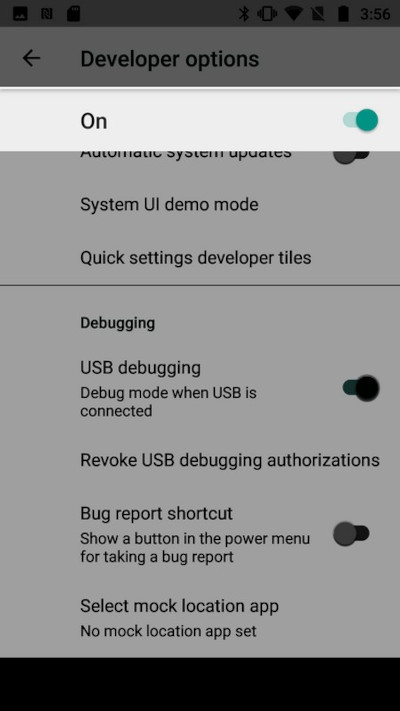 3:56
Developer options
On
Automatic system updates
System UI demo mode
Quick settings developer tiles
Debugging
USB debugging
Debug mode when USB is
connected
Revoke USB debugging authorizations
Bug report shortcut
Show a button in the power menu
for taking a bug report
Select mock location app
No mock location app set